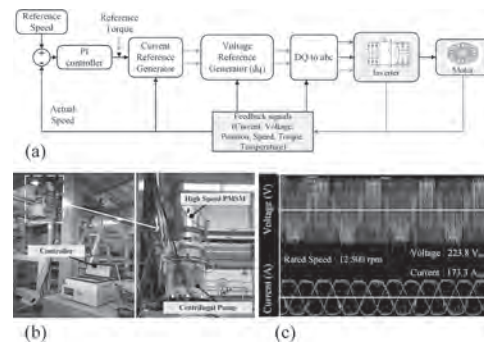 Reference
Speed
Reference
Torque
PI
controller
Current
Reference
Generator
Voltage
Reference
Generator (dq)
DQ to abc
Inverter
Motor
Actual
Speed
Feedback signals
(Current, Voltage,
Position, Speed, Torque,
Temperature)
(a)
High Speed PMSM
Controller
Centrifugal Pump
(b)
Voltage (V)
Rated Speed : 12,500 rpm
Voltage : 223.8 V
Current : 173.3 A
Current (A)
(c)